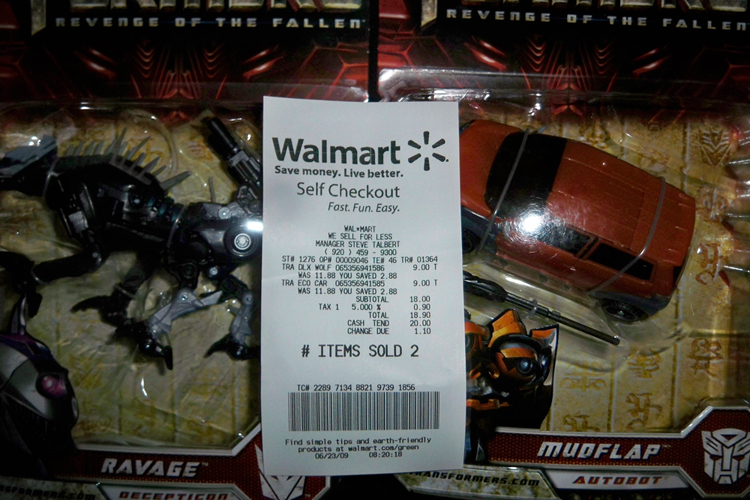 REVENGE OF THE FALLEN
REVENGE OF THE FALLEN
Walmart
Save money. Live better.
Self Checkout
Fast. Fun. Easy.
WAL*MART
WE SELL FOR LESS
MANAGER STEVE TALBERT
( 920 ) 459 - 9300
ST# 1276 OP# 00009046 TE# 46 TR# 01364
TRA DLX WOLF 065356941586 9.00 T
WAS 11.88 YOU SAVED 2.88
TRA ECO CAR 065356941585 9.00 T
WAS 11.88 YOU SAVED 2.88
SUBTOTAL 18.00
TAX 1 5.000 % 0.90
TOTAL 18.90
CASH TEND 20.00
CHANGE DUE 1.10
# ITEMS SOLD 2
TC# 2289 7134 8821 9739 1856
Find simple tips and earth-friendly
products at walmart.com/green
06/23/09 08:20:18
RAVAGE™
DECEPTICON
MUDFLAP™
AUTOBOT
TRANSFORMERS.COM